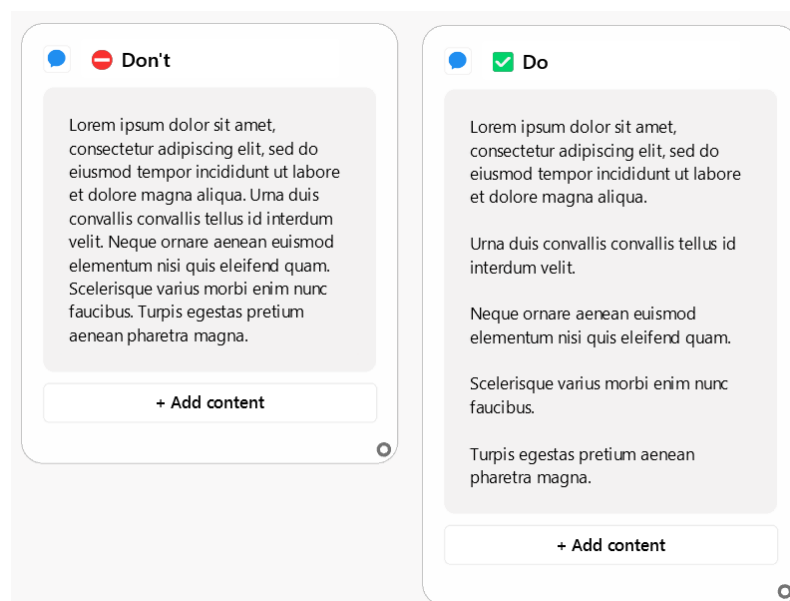 Don't
Lorem ipsum dolor sit amet,
consectetur adipiscing elit, sed do
eiusmod tempor incididunt ut labore
et dolore magna aliqua. Urna duis
convallis convallis tellus id interdum
velit. Neque ornare aenean euismod
elementum nisi quis eleifend quam.
Scelerisque varius morbi enim nunc
faucibus. Turpis egestas pretium
aenean pharetra magna.
+ Add content
Do
Lorem ipsum dolor sit amet,
consectetur adipiscing elit, sed do
eiusmod tempor incididunt ut labore
et dolore magna aliqua.
Urna duis convallis convallis tellus id
interdum velit.
Neque ornare aenean euismod
elementum nisi quis eleifend quam.
Scelerisque varius morbi enim nunc
faucibus.
Turpis egestas pretium aenean
pharetra magna.
+ Add content